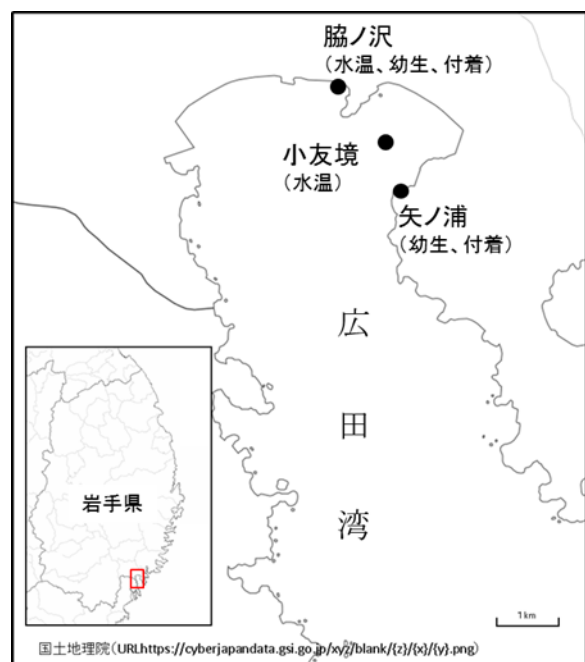 脇ノ沢
（水温、幼生、付着）
小友境
（水温）
矢ノ浦
（幼生、付着）
広
田
湾
岩手県
1km
国土地理院（URLhttps://cyberjapandata.gsi.go.jp/xyz/blank/{z}/{x}/{y}.png）